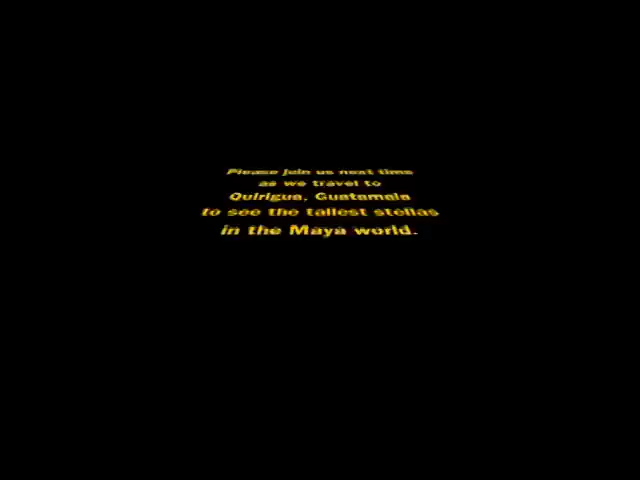 Please join us next time
as we travel to
Quirigua, Guatamala
to see the tallest stellas
in the Maya world.